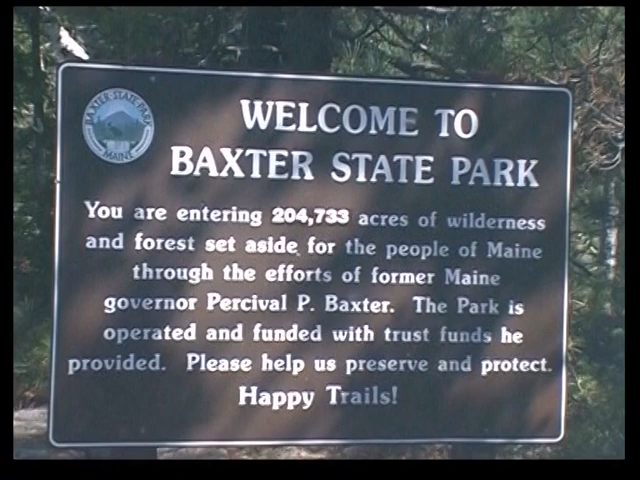 BAXTER STATE PARK
MAINE
WELCOME TO
BAXTER STATE PARK
You are entering 204,733 acres of wilderness
and forest set aside for the people of Maine
through the efforts of former Maine
governor Percival P. Baxter. The Park is
operated and funded with trust funds he
provided. Please help us preserve and protect.
Happy Trails!